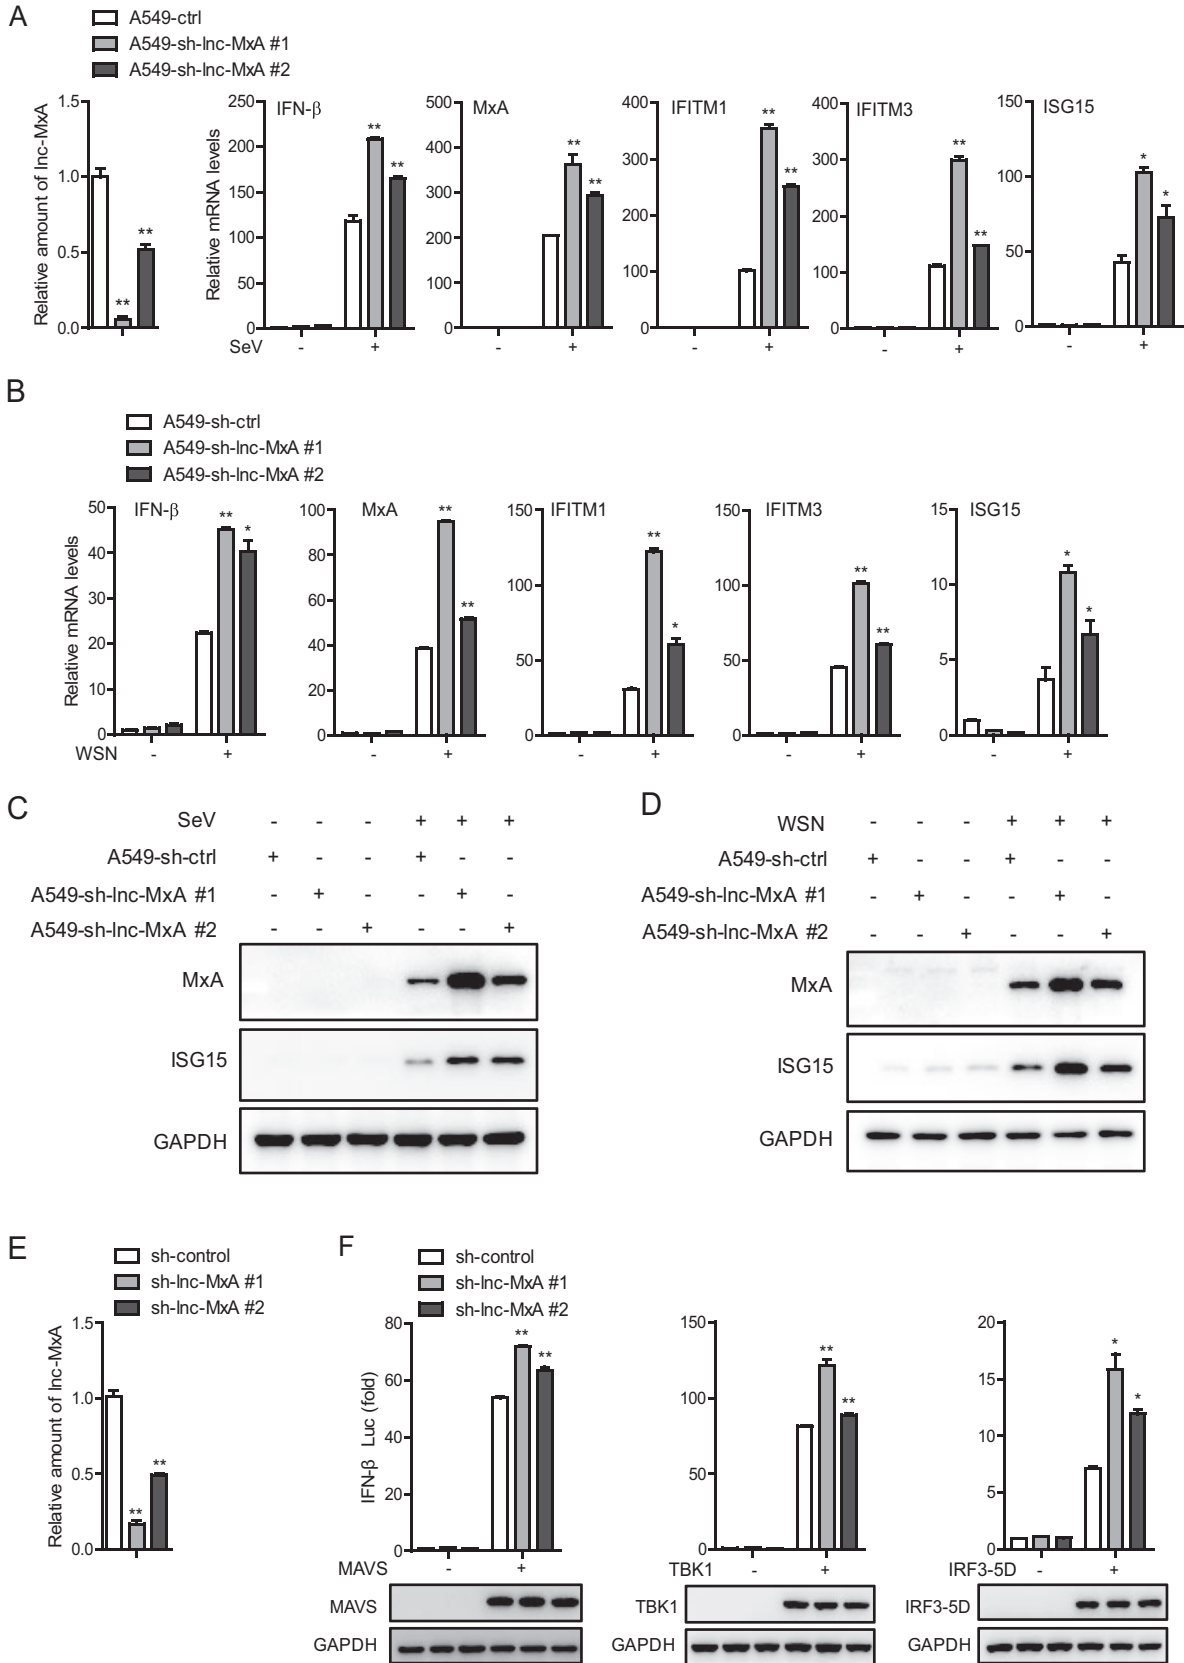 A
A549-ctrl
A549-sh-lnc-MxA #1
A549-sh-lnc-MxA #2
Relative amount of lnc-MxA
1.5
1.0
0.5
0.0
** **
Relative mRNA levels
IFN-β
250
200
150
100
50
0
** **
SeV - +
MxA
500
400
300
200
100
0
** **
- +
IFITM1
400
300
200
100
0
** **
- +
IFITM3
400
300
200
100
0
** **
- +
ISG15
150
100
50
0
* *
- +
B
A549-sh-ctrl
A549-sh-lnc-MxA #1
A549-sh-lnc-MxA #2
Relative mRNA levels
IFN-β
50
40
30
20
10
0
** *
WSN - +
MxA
100
80
60
40
20
0
** **
- +
IFITM1
150
100
50
0
** *
- +
IFITM3
150
100
50
0
** **
- +
ISG15
15
10
5
0
* *
- +
C
SeV - - - + + +
A549-sh-ctrl + - - + - -
A549-sh-lnc-MxA #1 - + - - + -
A549-sh-lnc-MxA #2 - - + - - +
MxA
ISG15
GAPDH
D
WSN - - - + + +
A549-sh-ctrl + - - + - -
A549-sh-lnc-MxA #1 - + - - + -
A549-sh-lnc-MxA #2 - - + - - +
MxA
ISG15
GAPDH
E
sh-control
sh-lnc-MxA #1
sh-lnc-MxA #2
Relative amount of lnc-MxA
1.5
1.0
0.5
0.0
** **
F
sh-control
sh-lnc-MxA #1
sh-lnc-MxA #2
IFN-β Luc (fold)
80
60
40
20
0
** **
MAVS - +
MAVS
GAPDH
150
100
50
0
** **
TBK1 - +
TBK1
GAPDH
20
15
10
5
0
* *
IRF3-5D - +
IRF3-5D
GAPDH